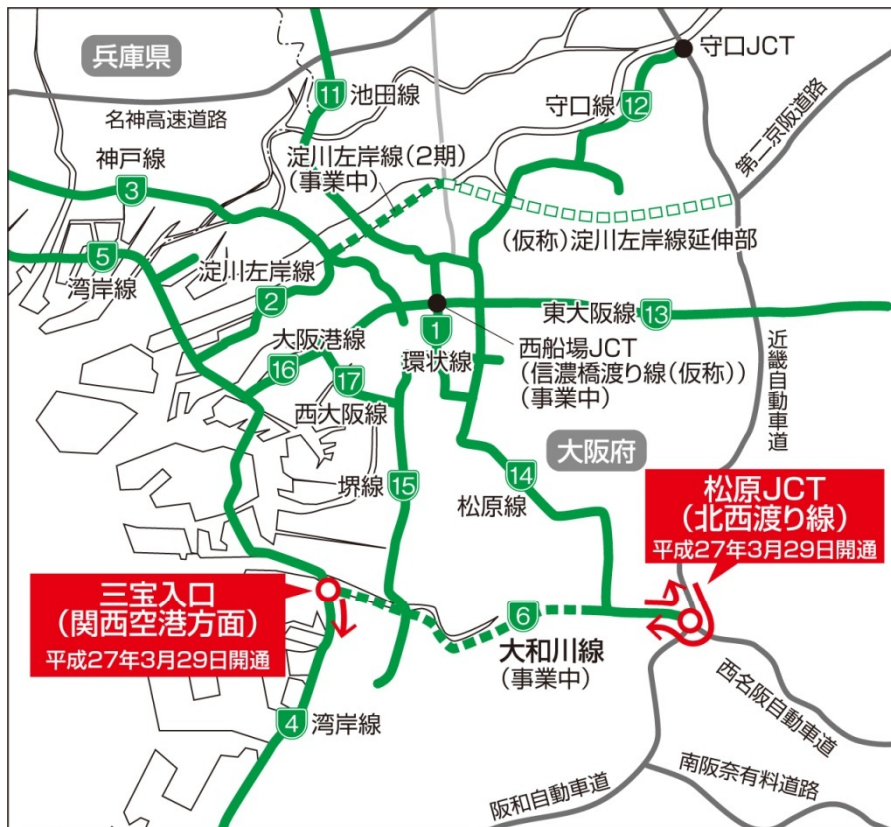 兵庫県
名神高速道路
神戸線
3
5
湾岸線
11
池田線
淀川左岸線(2期)
(事業中)
守口JCT
守口線
12
第二京阪道路
(仮称)淀川左岸線延伸部
淀川左岸線
2
大阪港線
16
17
西大阪線
1
環状線
東大阪線
13
西船場JCT
(信濃橋渡り線(仮称))
(事業中)
近畿自動車道
大阪府
堺線
15
14
松原線
松原JCT
(北西渡り線)
平成27年3月29日開通
三宝入口
(関西空港方面)
平成27年3月29日開通
6
大和川線
(事業中)
4
湾岸線
西名阪自動車道
南阪奈有料道路
阪和自動車道